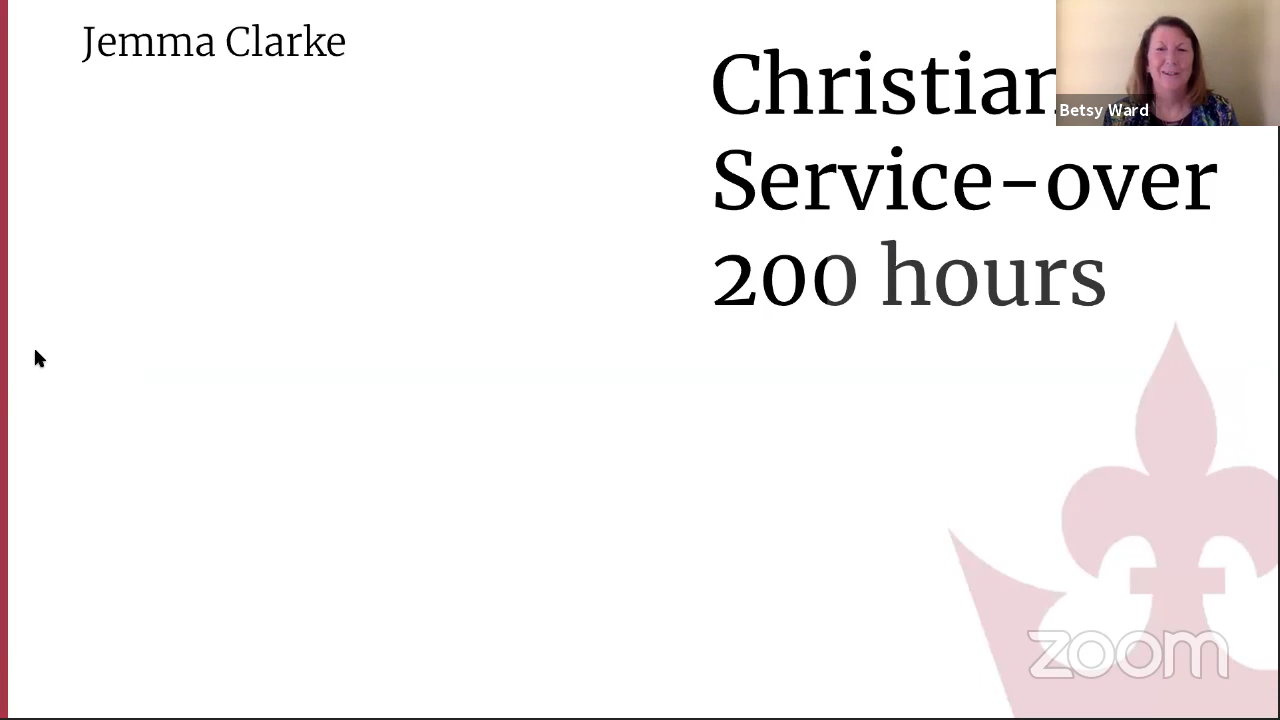 Jemma Clarke
Christian
Service-over
200 hours
Betsy Ward
zoom